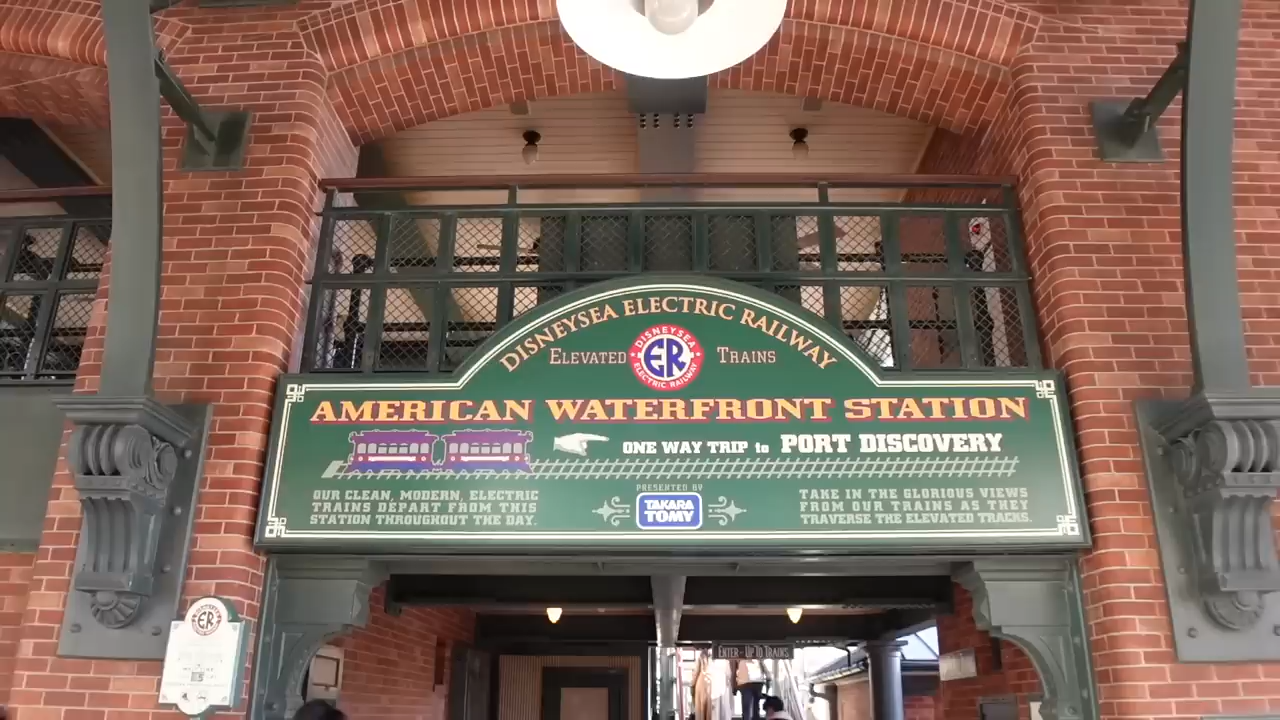 DISNEYSEA ELECTRIC RAILWAY
ELEVATED TRAINS
DISNEYSEA
ER
ELECTRIC RAILWAY
AMERICAN WATERFRONT STATION
ONE WAY TRIP to PORT DISCOVERY
OUR CLEAN, MODERN, ELECTRIC
TRAINS DEPART FROM THIS
STATION THROUGHOUT THE DAY.
PRESENTED BY
TAKARA
TOMY
TAKE IN THE GLORIOUS VIEWS
FROM OUR TRAINS AS THEY
TRAVERSE THE ELEVATED TRACKS.
ER
ENTER - UP TO TRAINS